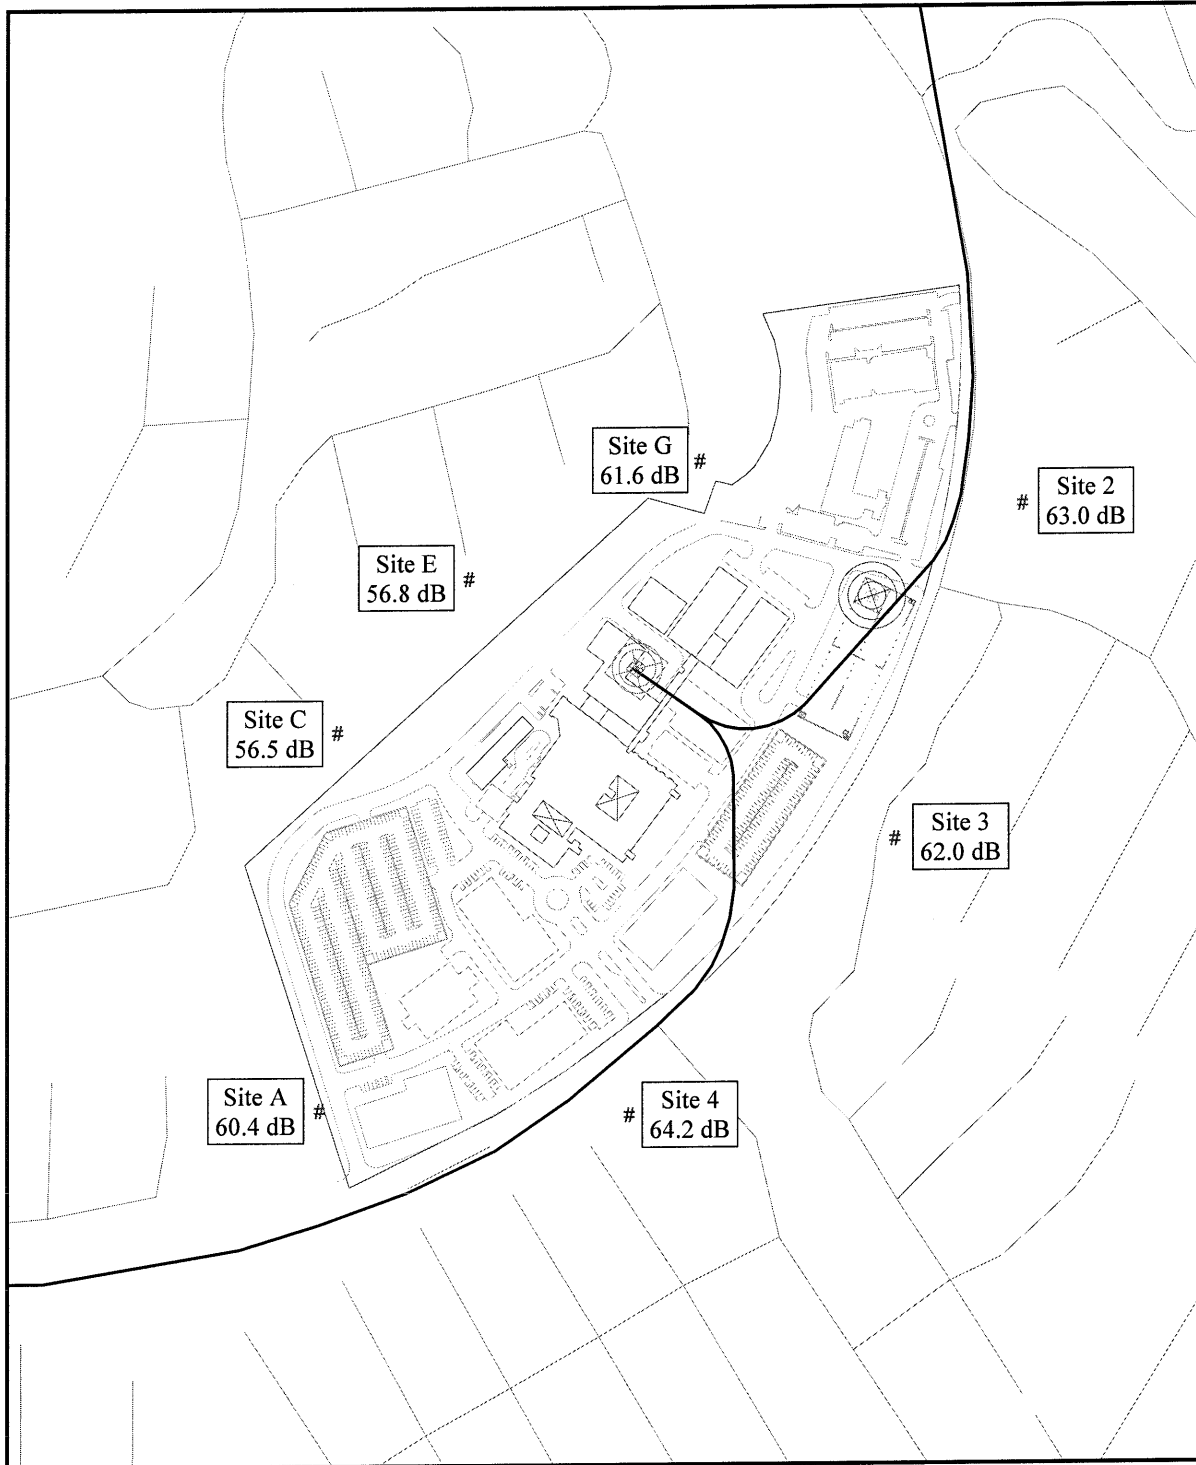 Site G
61.6 dB
#
Site 2
63.0 dB
#
Site E
56.8 dB
#
Site C
56.5 dB
#
Site 3
62.0 dB
#
Site A
60.4 dB
#
Site 4
64.2 dB
#